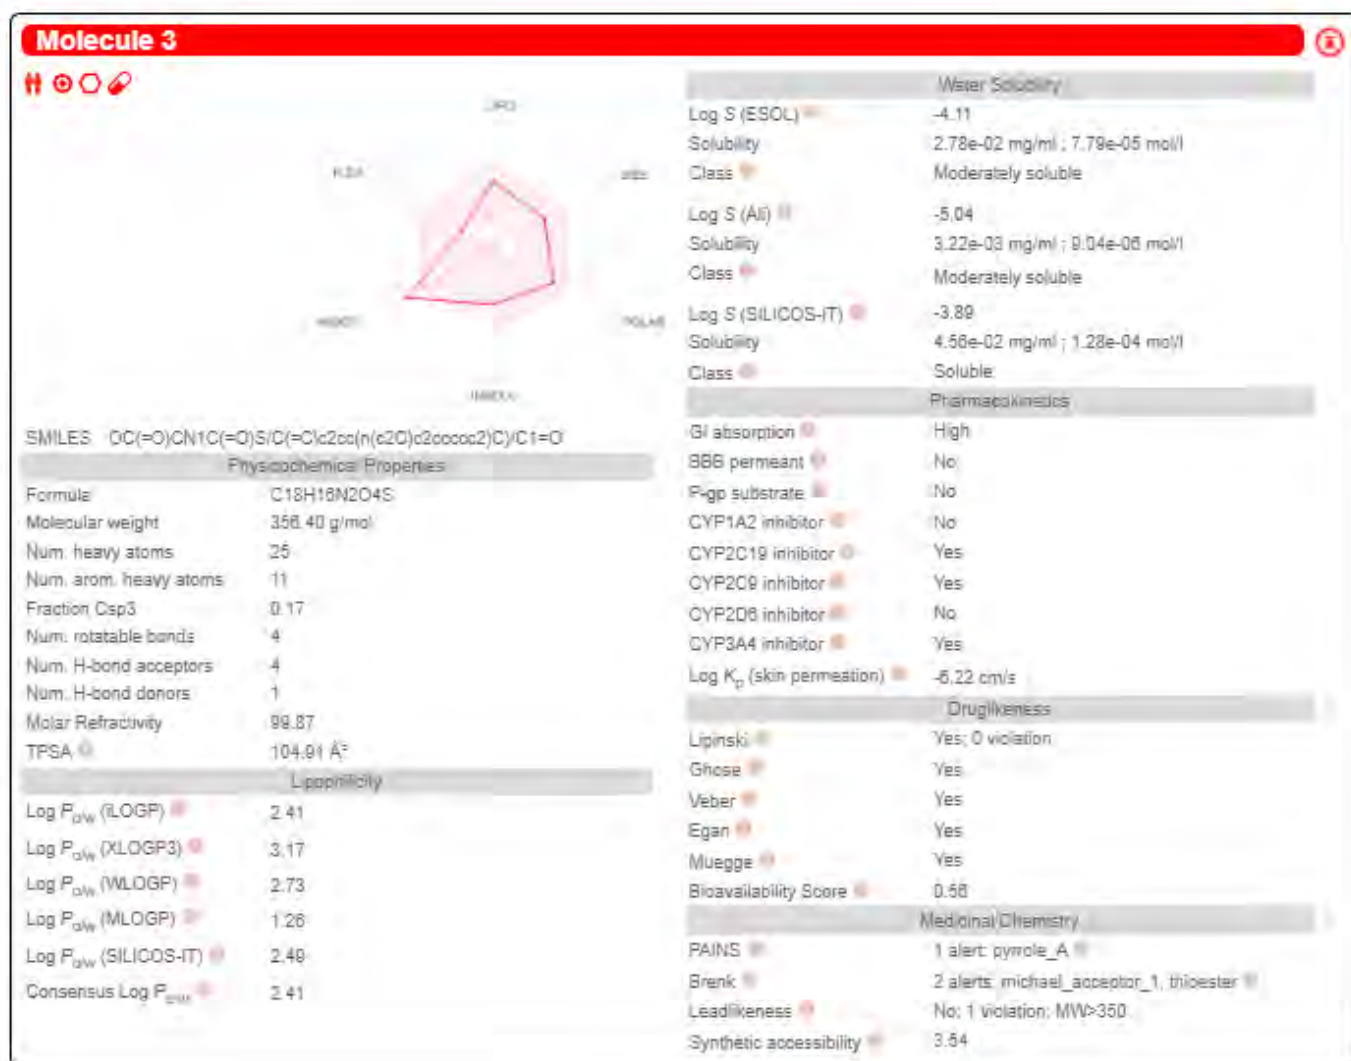 Molecule 3
LIPO
FLEX
SIZE
POLAR
INSOLU
SMILES OC(=O)CN1C(=O)S/C(=C\c2cc(n(c2C)c2ccccc2)C)/C1=O
Physicochemical Properties
Formula C18H16N2O4S
Molecular weight 356.40 g/mol
Num. heavy atoms 25
Num. arom. heavy atoms 11
Fraction Csp3 0.17
Num. rotatable bonds 4
Num. H-bond acceptors 4
Num. H-bond donors 1
Molar Refractivity 99.87
TPSA 104.91 Å²
Lipophilicity
Log Po/w (iLOGP) 2.41
Log Po/w (XLOGP3) 3.17
Log Po/w (WLOGP) 2.73
Log Po/w (MLOGP) 1.26
Log Po/w (SILICOS-IT) 2.49
Consensus Log Po/w 2.41
Water Solubility
Log S (ESOL) -4.11
Solubility 2.78e-02 mg/ml ; 7.79e-05 mol/l
Class Moderately soluble
Log S (Ali) -5.04
Solubility 3.22e-03 mg/ml ; 9.04e-06 mol/l
Class Moderately soluble
Log S (SILICOS-IT) -3.89
Solubility 4.56e-02 mg/ml ; 1.28e-04 mol/l
Class Soluble
Pharmacokinetics
GI absorption High
BBB permeant No
P-gp substrate No
CYP1A2 inhibitor No
CYP2C19 inhibitor Yes
CYP2C9 inhibitor Yes
CYP2D6 inhibitor No
CYP3A4 inhibitor Yes
Log Kp (skin permeation) -6.22 cm/s
Druglikeness
Lipinski Yes; 0 violation
Ghose Yes
Veber Yes
Egan Yes
Muegge Yes
Bioavailability Score 0.56
Medicinal Chemistry
PAINS 1 alert: pyrrole_A
Brenk 2 alerts: michael_acceptor_1, thioester
Leadlikeness No; 1 violation: MW>350
Synthetic accessibility 3.54